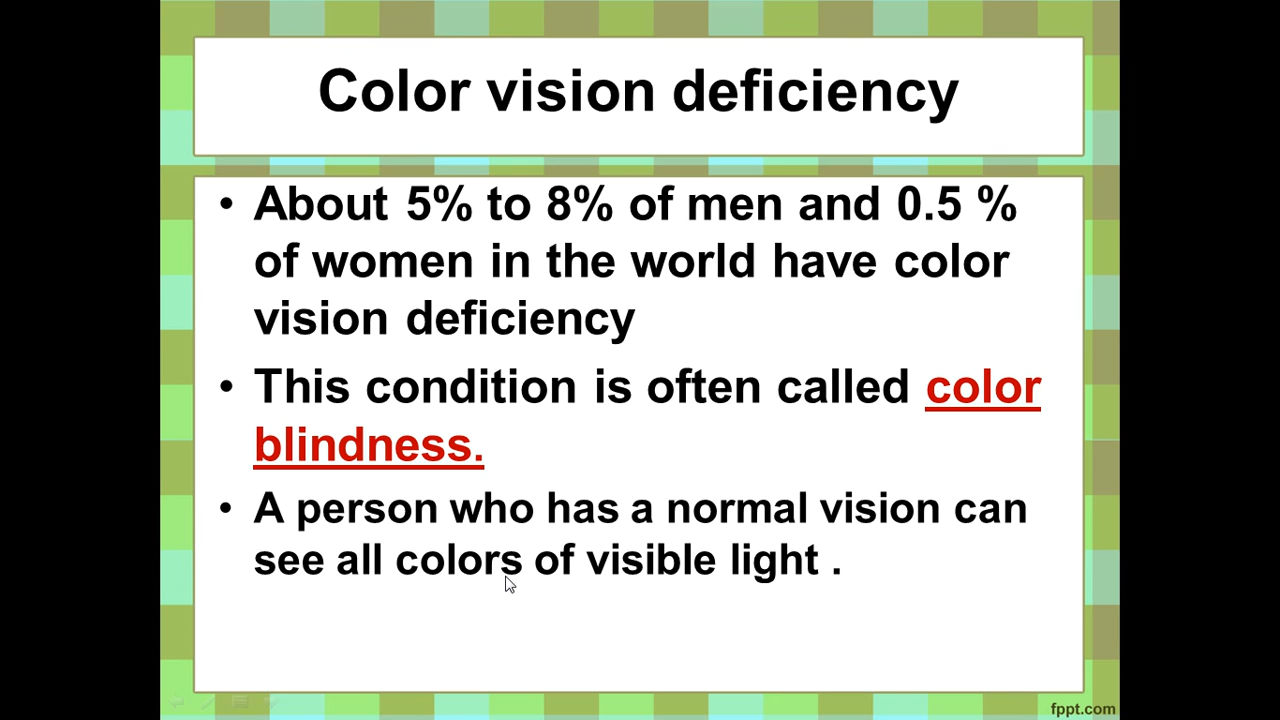 Color vision deficiency
• About 5% to 8% of men and 0.5 %
of women in the world have color
vision deficiency
• This condition is often called color
blindness.
• A person who has a normal vision can
see all colors of visible light .
fppt.com